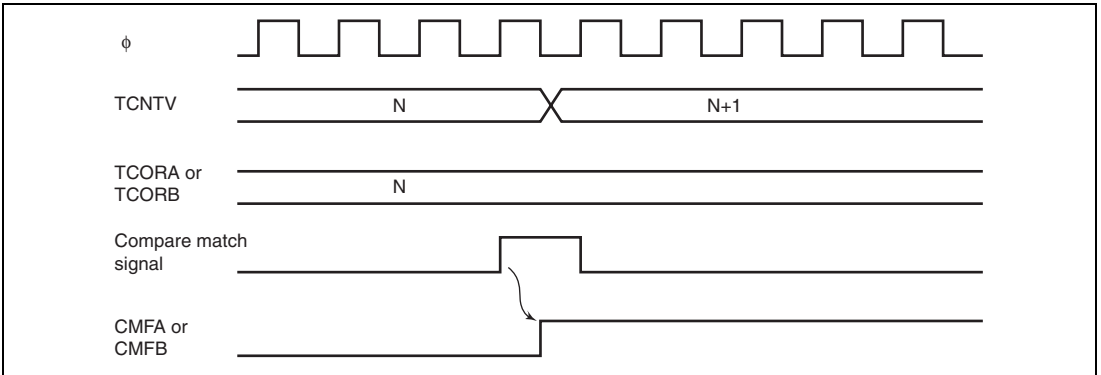 ϕ
TCNTV
N
N+1
TCORA or
TCORB
N
Compare match
signal
CMFA or
CMFB